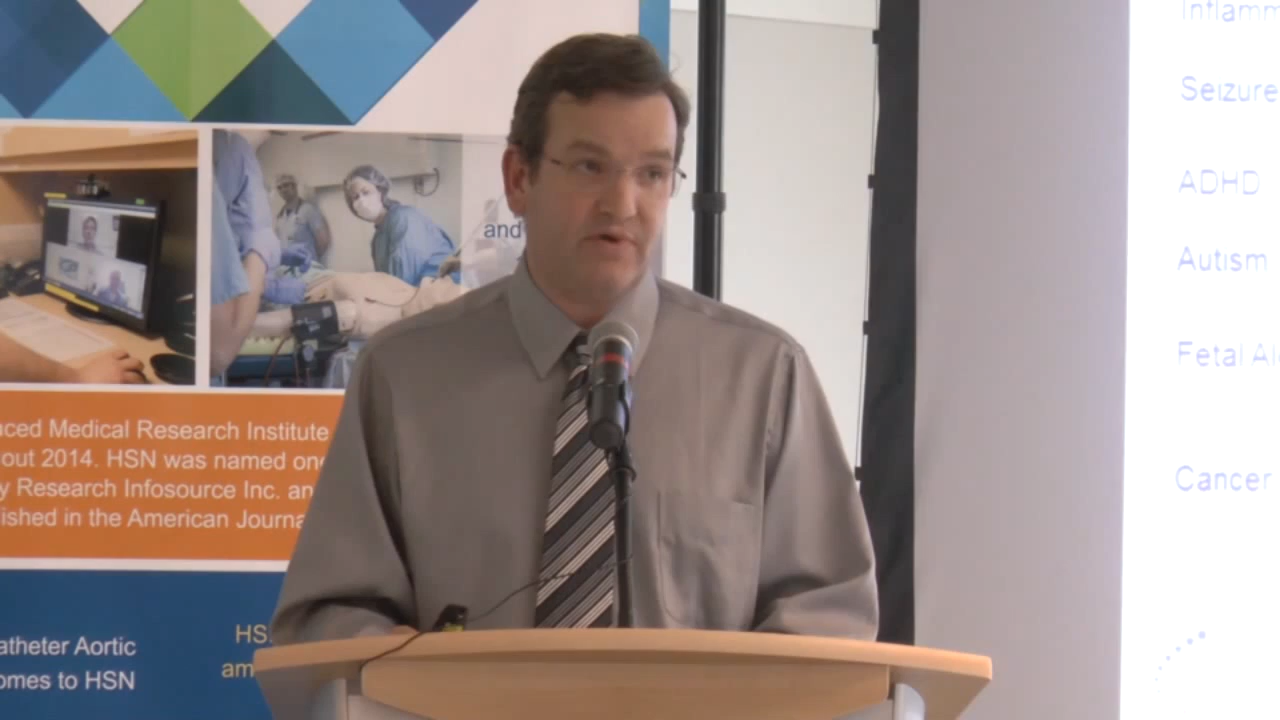 and
nced Medical Research Institute
out 2014. HSN was named one
y Research Infosource Inc. an
ished in the American Journa
atheter Aortic
omes to HSN
HS
am
Inflamm
Seizure
ADHD
Autism
Fetal Al
Cancer